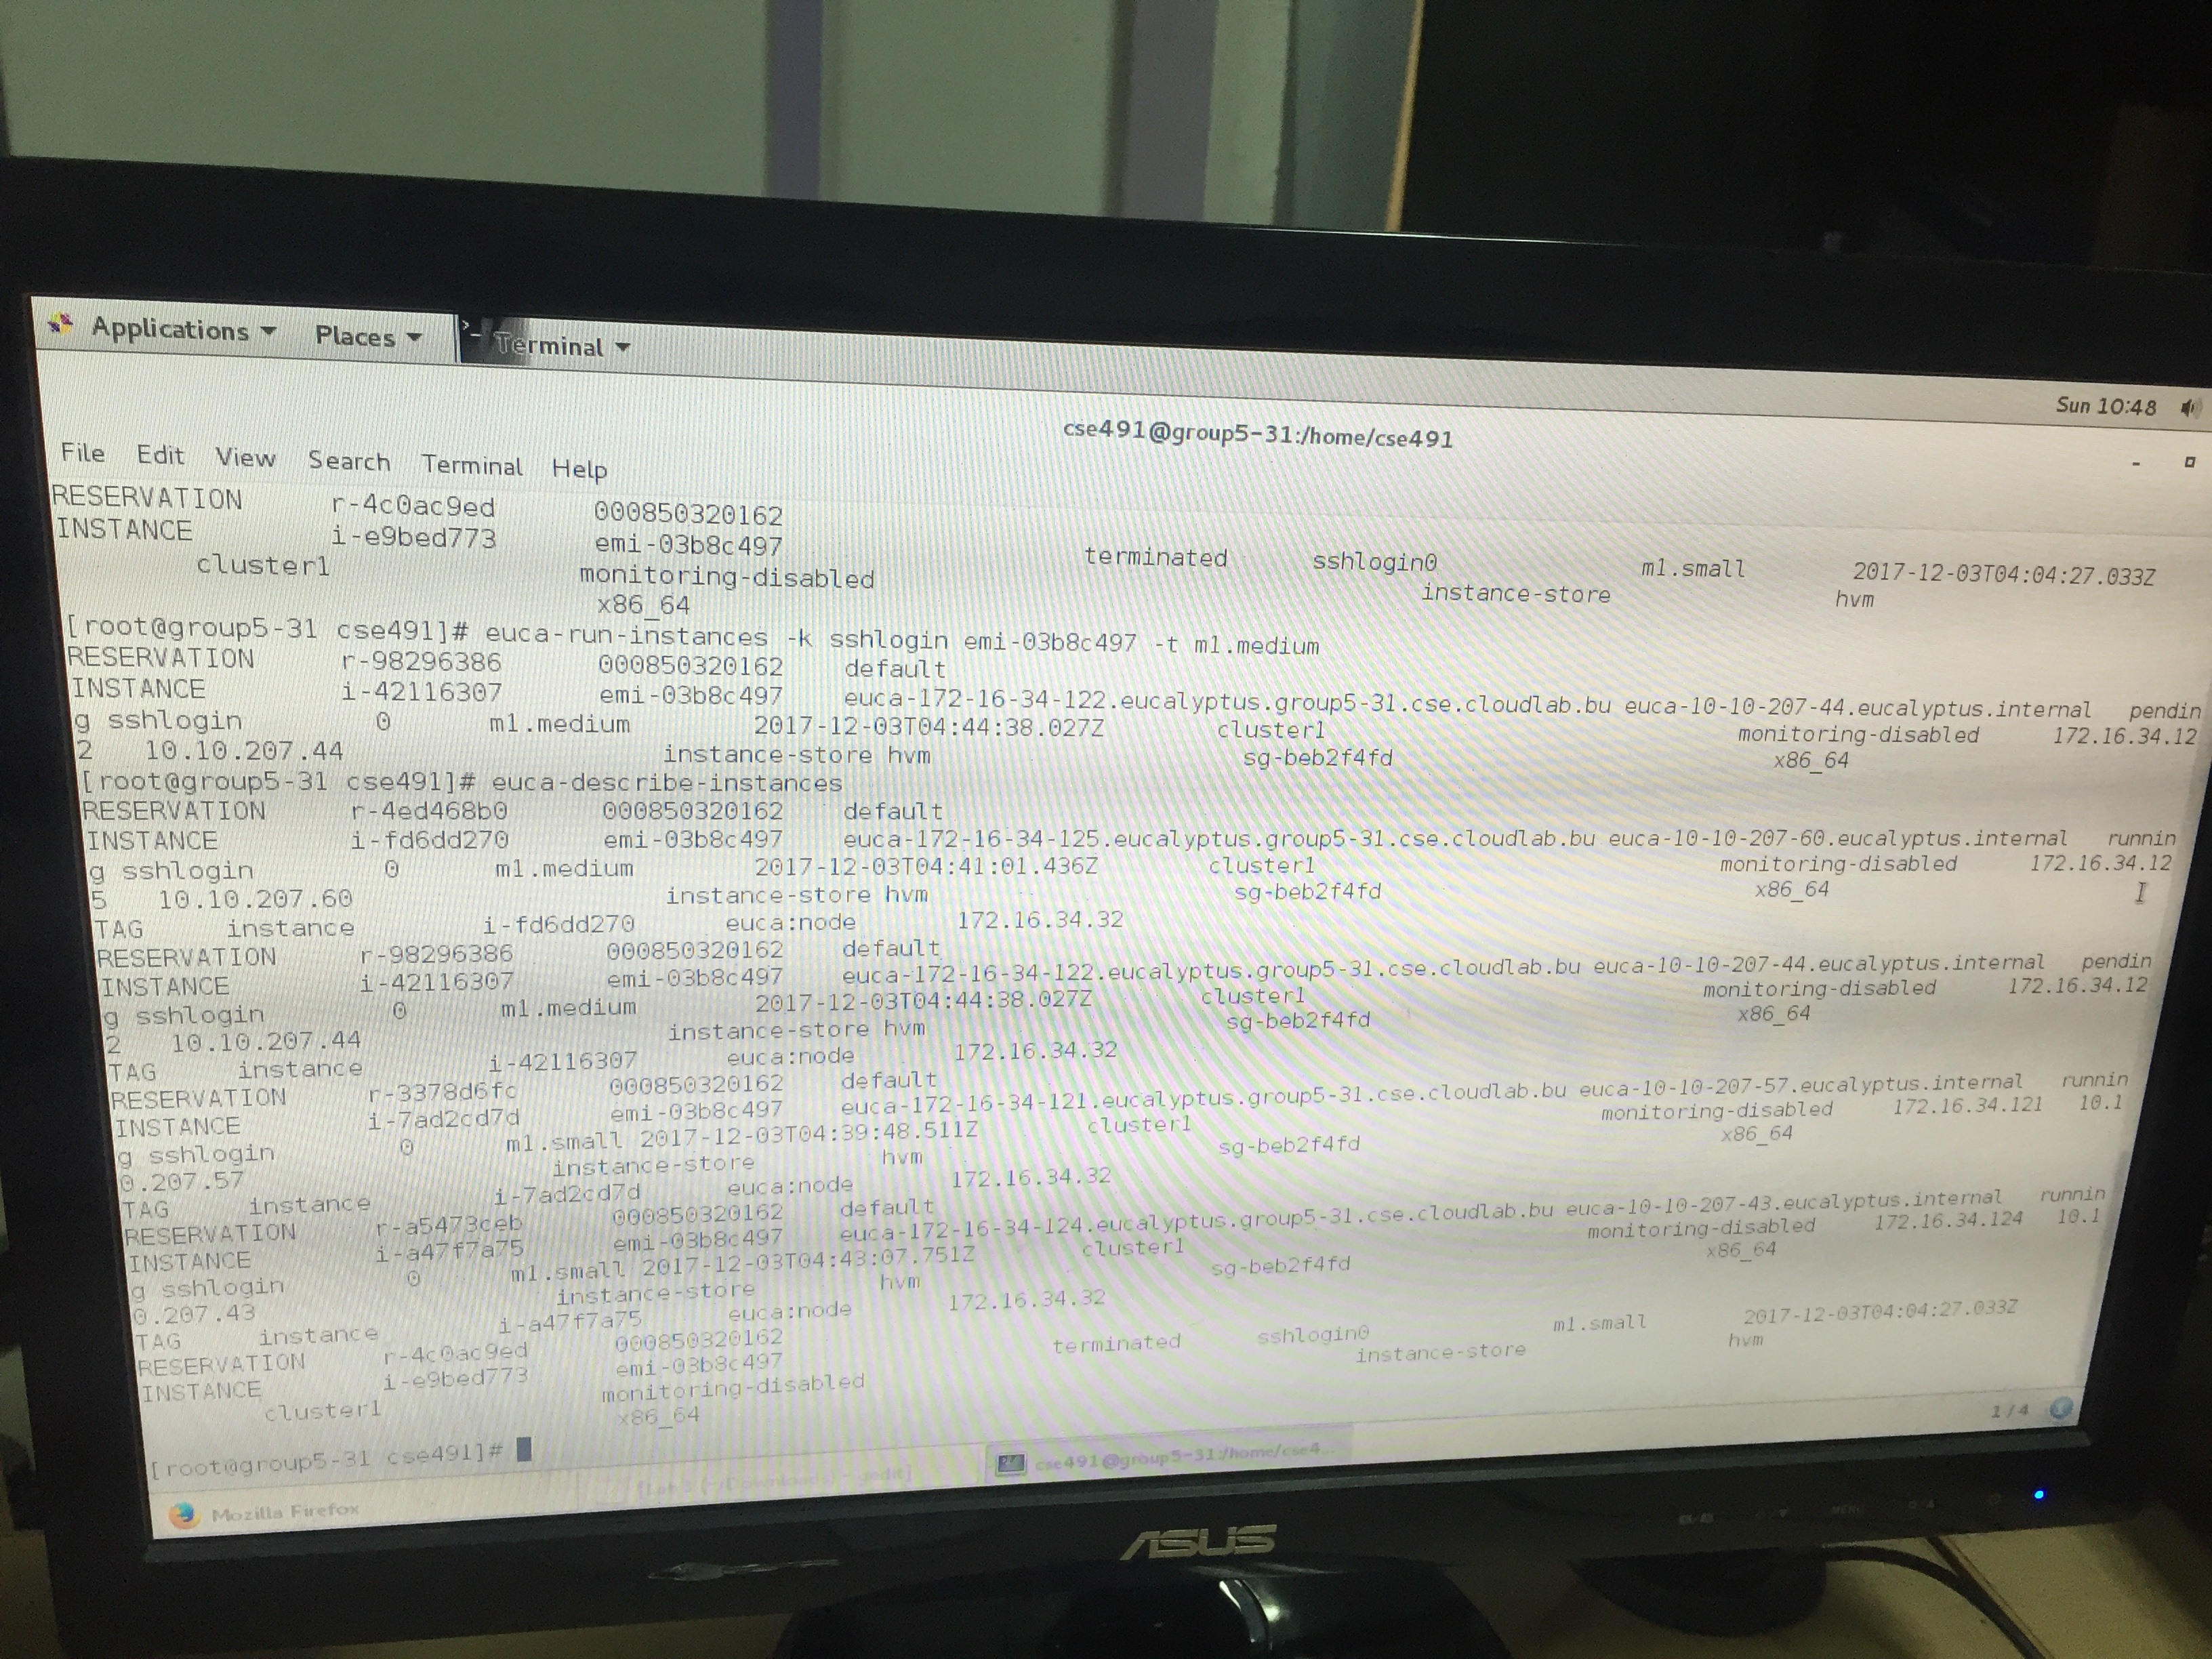 Applications Places Terminal
Sun 10:48
cse491@group5-31:/home/cse491
File Edit View Search Terminal Help
RESERVATION r-4c0ac9ed 000850320162
INSTANCE i-e9bed773 emi-03b8c497 terminated sshlogin0 m1.small 2017-12-03T04:04:27.033Z
cluster1 monitoring-disabled instance-store hvm
x86_64
[root@group5-31 cse491]# euca-run-instances -k sshlogin emi-03b8c497 -t m1.medium
RESERVATION r-98296386 000850320162 default
INSTANCE i-42116307 emi-03b8c497 euca-172-16-34-122.eucalyptus.group5-31.cse.cloudlab.bu euca-10-10-207-44.eucalyptus.internal pendin
g sshlogin 0 m1.medium 2017-12-03T04:44:38.027Z cluster1 monitoring-disabled 172.16.34.12
2 10.10.207.44 instance-store hvm sg-beb2f4fd x86_64
[root@group5-31 cse491]# euca-describe-instances
RESERVATION r-4ed468b0 000850320162 default
INSTANCE i-fd6dd270 emi-03b8c497 euca-172-16-34-125.eucalyptus.group5-31.cse.cloudlab.bu euca-10-10-207-60.eucalyptus.internal runnin
g sshlogin 0 m1.medium 2017-12-03T04:41:01.436Z cluster1 monitoring-disabled 172.16.34.12
5 10.10.207.60 instance-store hvm sg-beb2f4fd x86_64
TAG instance i-fd6dd270 euca:node 172.16.34.32
RESERVATION r-98296386 000850320162 default
INSTANCE i-42116307 emi-03b8c497 euca-172-16-34-122.eucalyptus.group5-31.cse.cloudlab.bu euca-10-10-207-44.eucalyptus.internal pendin
g sshlogin 0 m1.medium 2017-12-03T04:44:38.027Z cluster1 monitoring-disabled 172.16.34.12
2 10.10.207.44 instance-store hvm sg-beb2f4fd x86_64
TAG instance i-42116307 euca:node 172.16.34.32
RESERVATION r-3378d6fc 000850320162 default
INSTANCE i-7ad2cd7d emi-03b8c497 euca-172-16-34-121.eucalyptus.group5-31.cse.cloudlab.bu euca-10-10-207-57.eucalyptus.internal runnin
g sshlogin 0 m1.small 2017-12-03T04:39:48.511Z cluster1 monitoring-disabled 172.16.34.121 10.1
0.207.57 instance-store hvm sg-beb2f4fd x86_64
TAG instance i-7ad2cd7d euca:node 172.16.34.32
RESERVATION r-a5473ceb 000850320162 default
INSTANCE i-a47f7a75 emi-03b8c497 euca-172-16-34-124.eucalyptus.group5-31.cse.cloudlab.bu euca-10-10-207-43.eucalyptus.internal runnin
g sshlogin 0 m1.small 2017-12-03T04:43:07.751Z cluster1 monitoring-disabled 172.16.34.124 10.1
0.207.43 instance-store hvm sg-beb2f4fd x86_64
TAG instance i-a47f7a75 euca:node 172.16.34.32
RESERVATION r-4c0ac9ed 000850320162
INSTANCE i-e9bed773 emi-03b8c497 terminated sshlogin0 m1.small 2017-12-03T04:04:27.033Z
cluster1 monitoring-disabled instance-store hvm
x86_64
[root@group5-31 cse491]#
1 / 4
Mozilla Firefox cse491@group5-31:/home/cse4...
ASUS